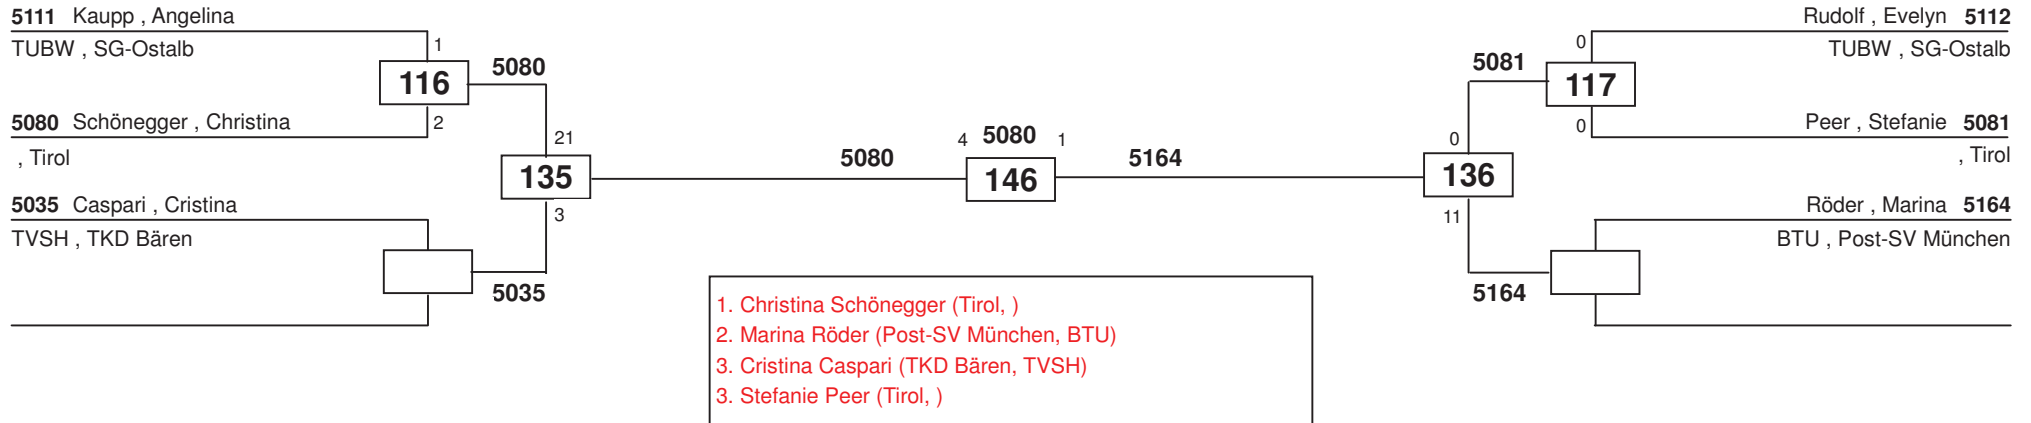 5111 Kaupp , Angelina
TUBW , SG-Ostalb
1
116
5080
2
5080 Schönegger , Christina
, Tirol
21
135
5080
3
5035 Caspari , Cristina
TVSH , TKD Bären
5035
4 5080 1
146
5164
Rudolf , Evelyn 5112
TUBW , SG-Ostalb
0
5081
117
0
Peer , Stefanie 5081
, Tirol
0
136
11
Röder , Marina 5164
BTU , Post-SV München
5164
1. Christina Schönegger (Tirol, )
2. Marina Röder (Post-SV München, BTU)
3. Cristina Caspari (TKD Bären, TVSH)
3. Stefanie Peer (Tirol, )